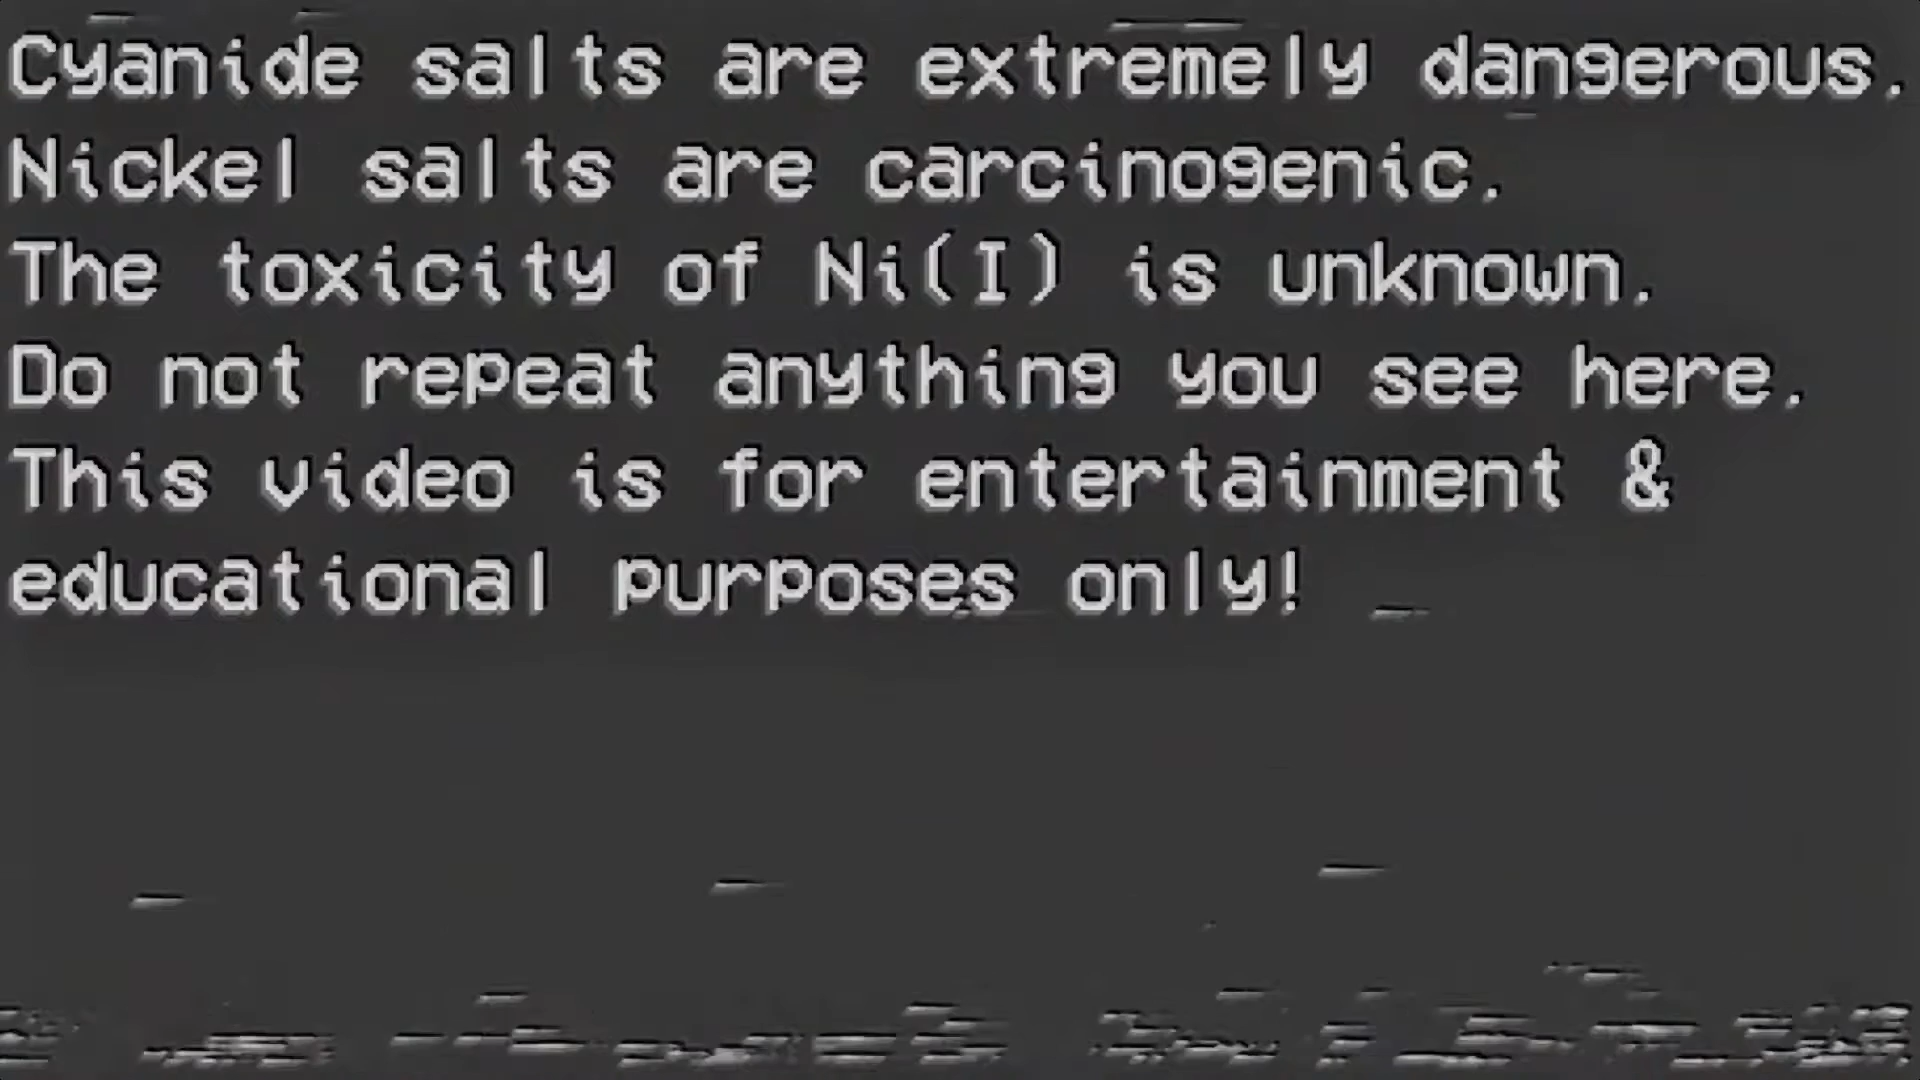 Cyanide salts are extremely dangerous.
Nickel salts are carcinogenic.
The toxicity of Ni(I) is unknown.
Do not repeat anything you see here.
This video is for entertainment &
educational purposes only!